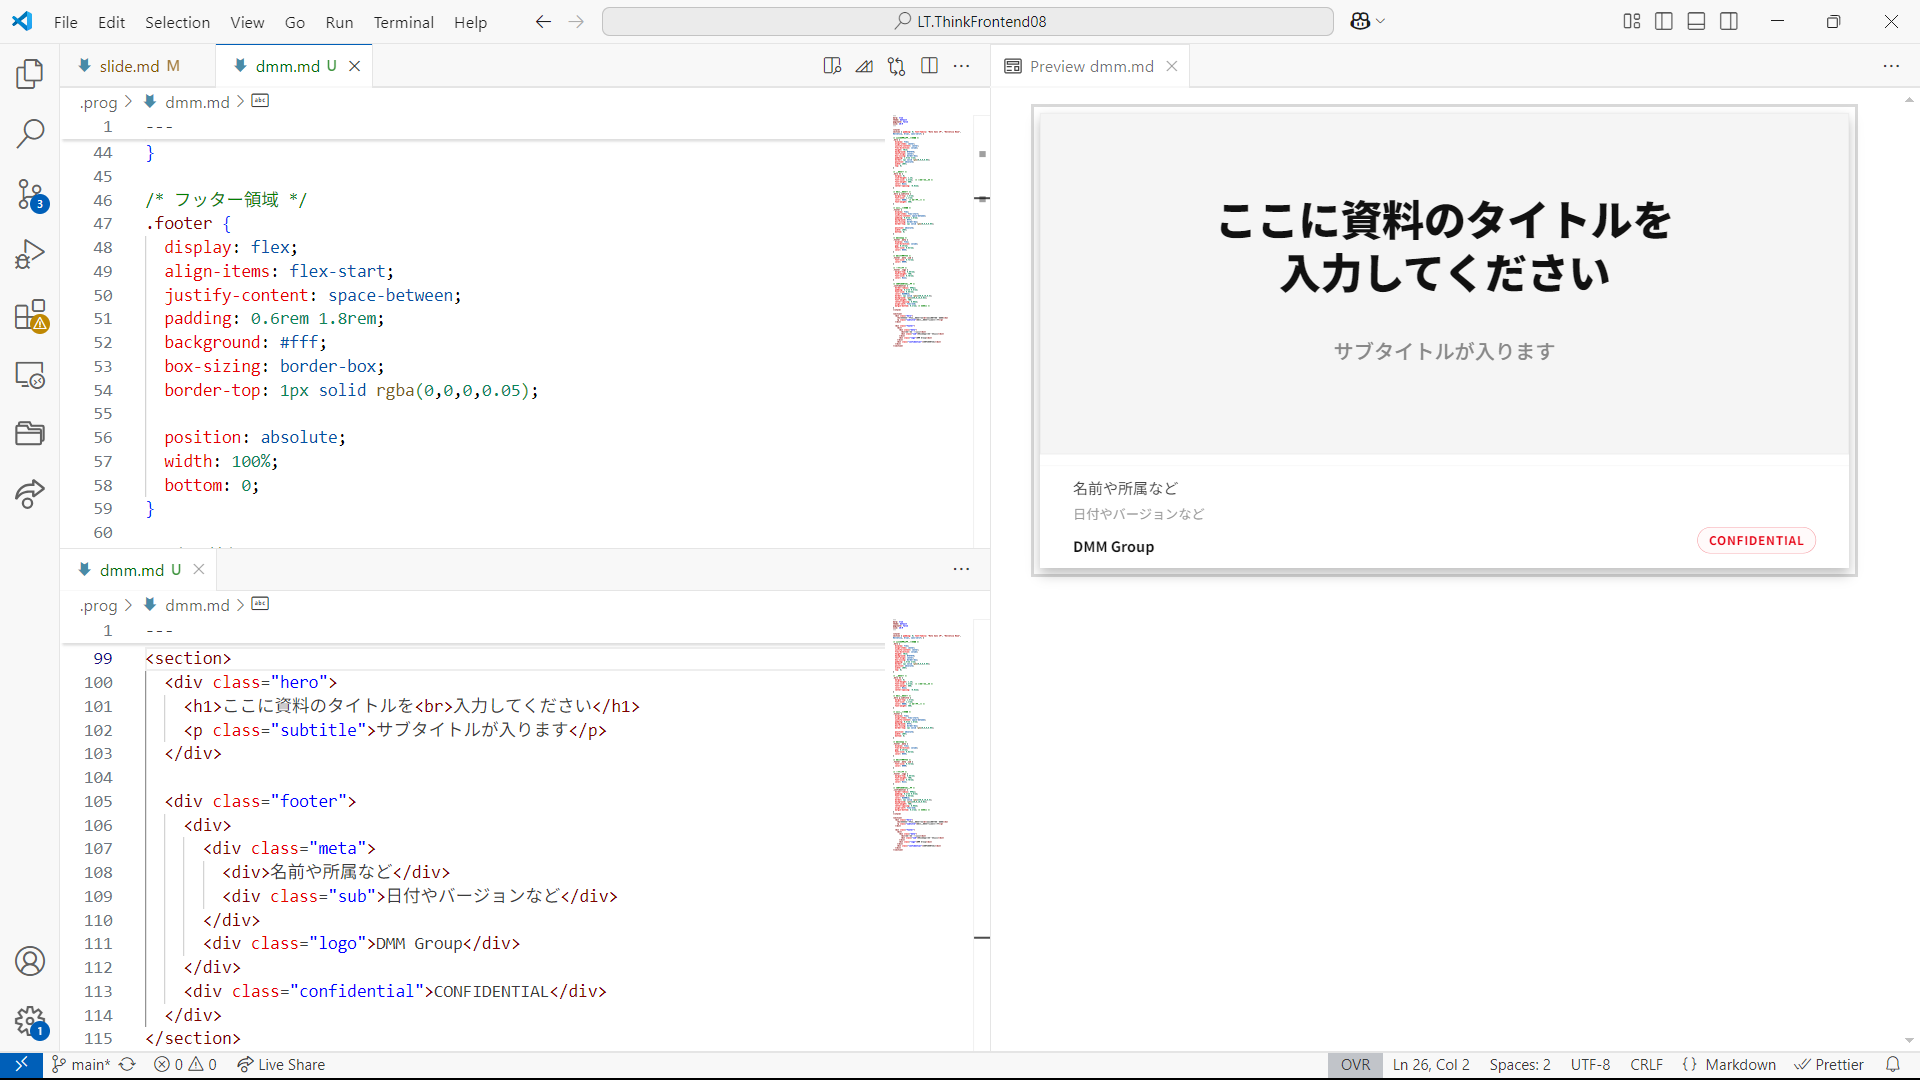 File Edit Selection View Go Run Terminal Help
LT.ThinkFrontend08
slide.md M
dmm.md U
.prog > dmm.md >
1 ---
44 }
45
46 /* フッター領域 */
47 .footer {
48 display: flex;
49 align-items: flex-start;
50 justify-content: space-between;
51 padding: 0.6rem 1.8rem;
52 background: #fff;
53 box-sizing: border-box;
54 border-top: 1px solid rgba(0,0,0,0.05);
55
56 position: absolute;
57 width: 100%;
58 bottom: 0;
59 }
60
dmm.md U
.prog > dmm.md >
1 ---
99 <section>
100 <div class="hero">
101 <h1>ここに資料のタイトルを<br>入力してください</h1>
102 <p class="subtitle">サブタイトルが入ります</p>
103 </div>
104
105 <div class="footer">
106 <div>
107 <div class="meta">
108 <div>名前や所属など</div>
109 <div class="sub">日付やバージョンなど</div>
110 </div>
111 <div class="logo">DMM Group</div>
112 </div>
113 <div class="confidential">CONFIDENTIAL</div>
114 </div>
115 </section>
Preview dmm.md
ここに資料のタイトルを
入力してください
サブタイトルが入ります
名前や所属など
日付やバージョンなど
DMM Group
CONFIDENTIAL
3
1
main* 0 0 Live Share
OVR Ln 26, Col 2 Spaces: 2 UTF-8 CRLF {} Markdown Prettier